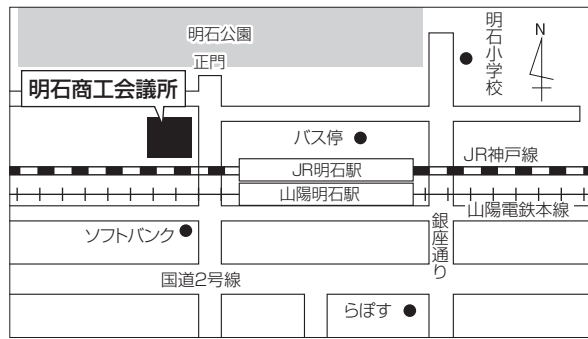 明石公園
正門
明石小学校
N
明石商工会議所
バス停
JR神戸線
JR明石駅
山陽明石駅
山陽電鉄本線
ソフトバンク
銀座通り
国道2号線
らぽす